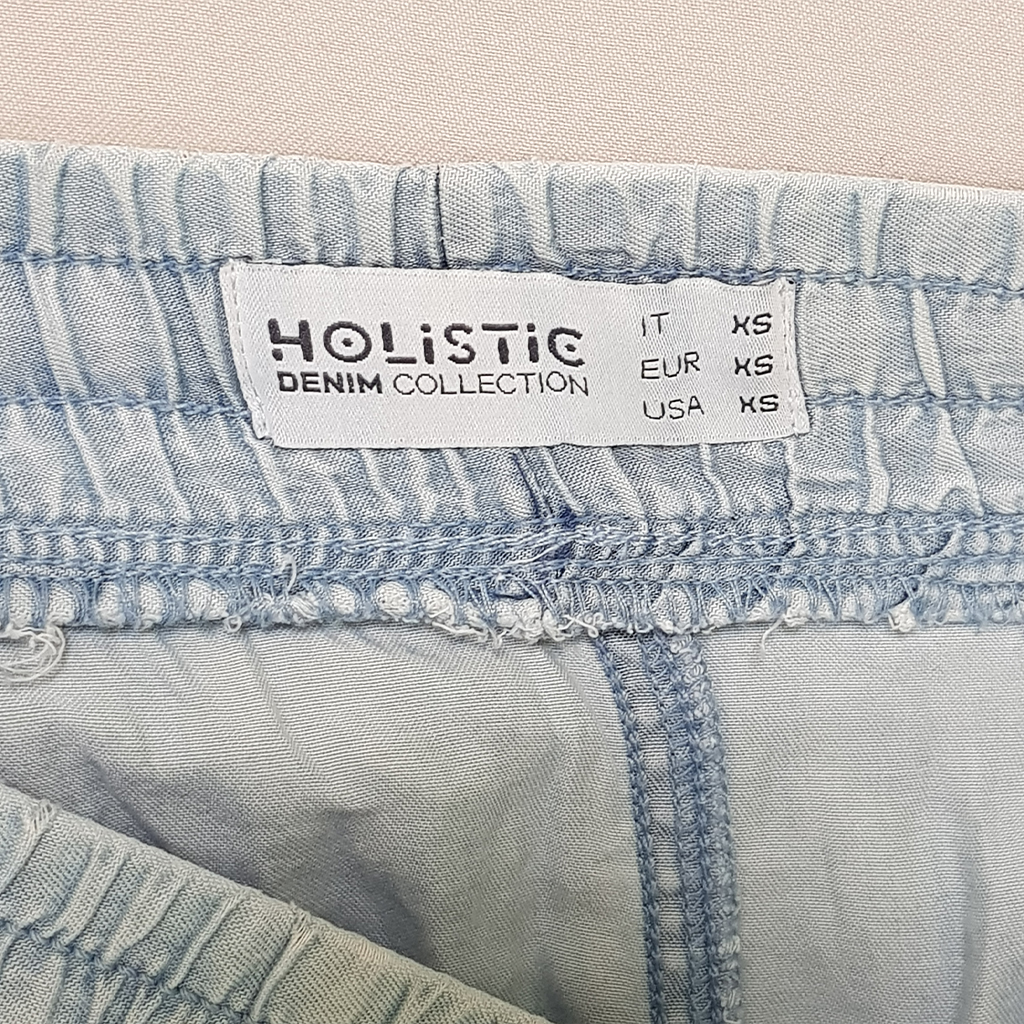 HOLiSTiC
DENIM COLLECTION
IT XS
EUR XS
USA XS